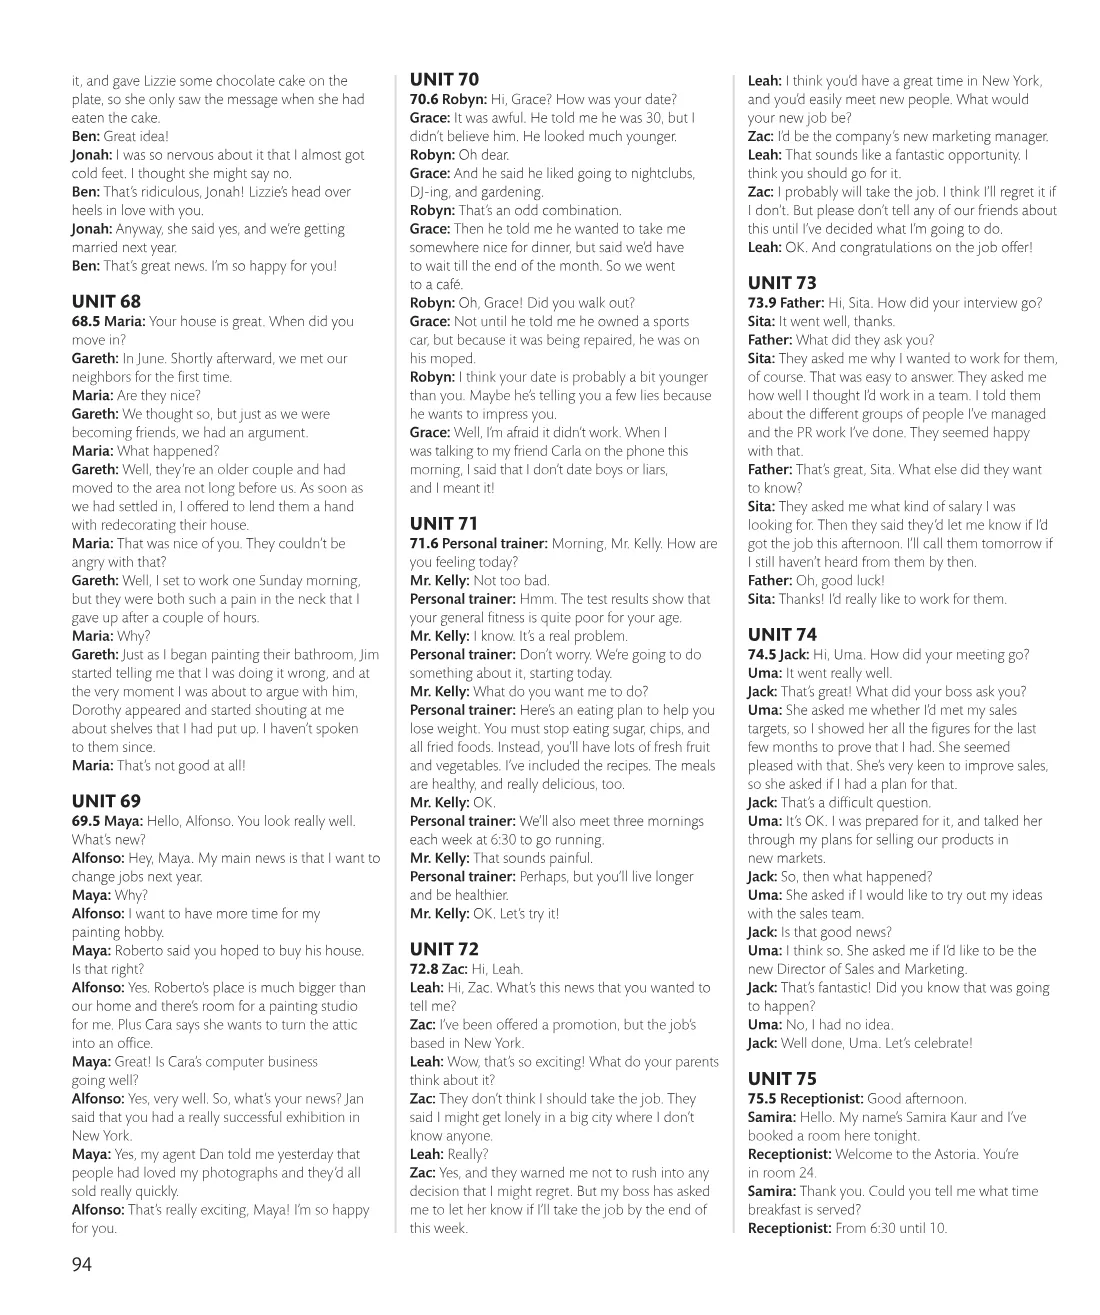 it, and gave Lizzie some chocolate cake on the
plate, so she only saw the message when she had
eaten the cake.
Ben: Great idea!
Jonah: I was so nervous about it that I almost got
cold feet. I thought she might say no.
Ben: That's ridiculous, Jonah! Lizzie's head over
heels in love with you.
Jonah: Anyway, she said yes, and we're getting
married next year.
Ben: That's great news. I'm so happy for you!
UNIT 68
68.5 Maria: Your house is great. When did you
move in?
Gareth: In June. Shortly afterward, we met our
neighbors for the first time.
Maria: Are they nice?
Gareth: We thought so, but just as we were
becoming friends, we had an argument.
Maria: What happened?
Gareth: Well, they're an older couple and had
moved to the area not long before us. As soon as
we had settled in, I offered to lend them a hand
with redecorating their house.
Maria: That was nice of you. They couldn't be
angry with that?
Gareth: Well, I set to work one Sunday morning,
but they were both such a pain in the neck that I
gave up after a couple of hours.
Maria: Why?
Gareth: Just as I began painting their bathroom, Jim
started telling me that I was doing it wrong, and at
the very moment I was about to argue with him,
Dorothy appeared and started shouting at me
about shelves that I had put up. I haven't spoken
to them since.
Maria: That's not good at all!
UNIT 69
69.5 Maya: Hello, Alfonso. You look really well.
What's new?
Alfonso: Hey, Maya. My main news is that I want to
change jobs next year.
Maya: Why?
Alfonso: I want to have more time for my
painting hobby.
Maya: Roberto said you hoped to buy his house.
Is that right?
Alfonso: Yes. Roberto's place is much bigger than
our home and there's room for a painting studio
for me. Plus Cara says she wants to turn the attic
into an office.
Maya: Great! Is Cara's computer business
going well?
Alfonso: Yes, very well. So, what's your news? Jan
said that you had a really successful exhibition in
New York.
Maya: Yes, my agent Dan told me yesterday that
people had loved my photographs and they'd all
sold really quickly.
Alfonso: That's really exciting, Maya! I'm so happy
for you.
UNIT 70
70.6 Robyn: Hi, Grace? How was your date?
Grace: It was awful. He told me he was 30, but I
didn't believe him. He looked much younger.
Robyn: Oh dear.
Grace: And he said he liked going to nightclubs,
DJ-ing, and gardening.
Robyn: That's an odd combination.
Grace: Then he told me he wanted to take me
somewhere nice for dinner, but said we'd have
to wait till the end of the month. So we went
to a café.
Robyn: Oh, Grace! Did you walk out?
Grace: Not until he told me he owned a sports
car, but because it was being repaired, he was on
his moped.
Robyn: I think your date is probably a bit younger
than you. Maybe he's telling you a few lies because
he wants to impress you.
Grace: Well, I'm afraid it didn't work. When I
was talking to my friend Carla on the phone this
morning, I said that I don't date boys or liars,
and I meant it!
UNIT 71
71.6 Personal trainer: Morning, Mr. Kelly. How are
you feeling today?
Mr. Kelly: Not too bad.
Personal trainer: Hmm. The test results show that
your general fitness is quite poor for your age.
Mr. Kelly: I know. It's a real problem.
Personal trainer: Don't worry. We're going to do
something about it, starting today.
Mr. Kelly: What do you want me to do?
Personal trainer: Here's an eating plan to help you
lose weight. You must stop eating sugar, chips, and
all fried foods. Instead, you'll have lots of fresh fruit
and vegetables. I've included the recipes. The meals
are healthy, and really delicious, too.
Mr. Kelly: OK.
Personal trainer: We'll also meet three mornings
each week at 6:30 to go running.
Mr. Kelly: That sounds painful.
Personal trainer: Perhaps, but you'll live longer
and be healthier.
Mr. Kelly: OK. Let's try it!
UNIT 72
72.8 Zac: Hi, Leah.
Leah: Hi, Zac. What's this news that you wanted to
tell me?
Zac: I've been offered a promotion, but the job's
based in New York.
Leah: Wow, that's so exciting! What do your parents
think about it?
Zac: They don't think I should take the job. They
said I might get lonely in a big city where I don't
know anyone.
Leah: Really?
Zac: Yes, and they warned me not to rush into any
decision that I might regret. But my boss has asked
me to let her know if I'll take the job by the end of
this week.
Leah: I think you'd have a great time in New York,
and you'd easily meet new people. What would
your new job be?
Zac: I'd be the company's new marketing manager.
Leah: That sounds like a fantastic opportunity. I
think you should go for it.
Zac: I probably will take the job. I think I'll regret it if
I don't. But please don't tell any of our friends about
this until I've decided what I'm going to do.
Leah: OK. And congratulations on the job offer!
UNIT 73
73.9 Father: Hi, Sita. How did your interview go?
Sita: It went well, thanks.
Father: What did they ask you?
Sita: They asked me why I wanted to work for them,
of course. That was easy to answer. They asked me
how well I thought I'd work in a team. I told them
about the different groups of people I've managed
and the PR work I've done. They seemed happy
with that.
Father: That's great, Sita. What else did they want
to know?
Sita: They asked me what kind of salary I was
looking for. Then they said they'd let me know if I'd
got the job this afternoon. I'll call them tomorrow if
I still haven't heard from them by then.
Father: Oh, good luck!
Sita: Thanks! I'd really like to work for them.
UNIT 74
74.5 Jack: Hi, Uma. How did your meeting go?
Uma: It went really well.
Jack: That's great! What did your boss ask you?
Uma: She asked me whether I'd met my sales
targets, so I showed her all the figures for the last
few months to prove that I had. She seemed
pleased with that. She's very keen to improve sales,
so she asked if I had a plan for that.
Jack: That's a difficult question.
Uma: It's OK. I was prepared for it, and talked her
through my plans for selling our products in
new markets.
Jack: So, then what happened?
Uma: She asked if I would like to try out my ideas
with the sales team.
Jack: Is that good news?
Uma: I think so. She asked me if I'd like to be the
new Director of Sales and Marketing.
Jack: That's fantastic! Did you know that was going
to happen?
Uma: No, I had no idea.
Jack: Well done, Uma. Let's celebrate!
UNIT 75
75.5 Receptionist: Good afternoon.
Samira: Hello. My name's Samira Kaur and I've
booked a room here tonight.
Receptionist: Welcome to the Astoria. You're
in room 24.
Samira: Thank you. Could you tell me what time
breakfast is served?
Receptionist: From 6:30 until 10.
94